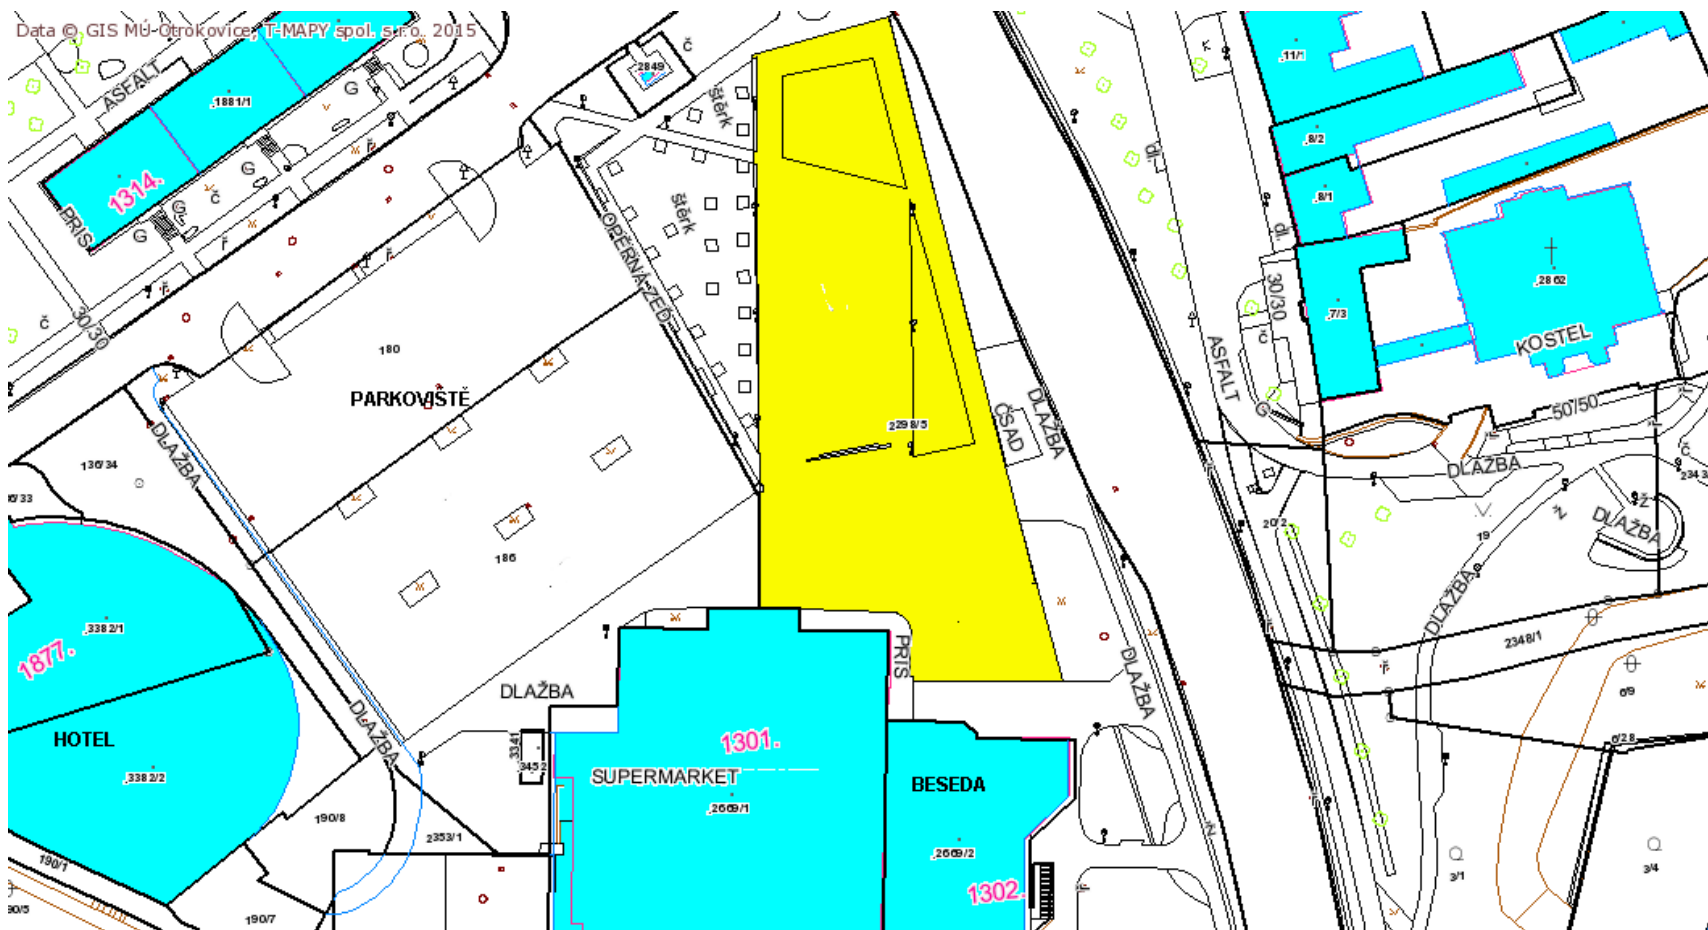 Data © GIS MÚ Otrokovice, T-MAPY spol. s r.o. 2015
ASFALT
1881/1
G
G
G
G
č
ř
ř
ř
ř
PRIS
1314.
30/30
č
2849
č
štěrk
štěrk
OPĚRNÁ ZEĎ
180
PARKOVIŠTĚ
DLAŽBA
136/34
186
2298/5
ČSAD
DLAŽBA
dl.
dl.
30/30
č
ASFALT
G
K
11/1
8/2
8/1
7/3
2862
KOSTEL
50/50
DLAŽBA
č
Ž
DLAŽBA
20/2
19
DLAŽBA
2348/1
ř
6/9
6/28
3/1
3/4
3382/1
1877.
HOTEL
3382/2
DLAŽBA
DLAŽBA
3341
3452
190/8
2353/1
190/1
190/7
PRIS
1301.
SUPERMARKET
2669/1
BESEDA
2669/2
1302.
DLAŽBA